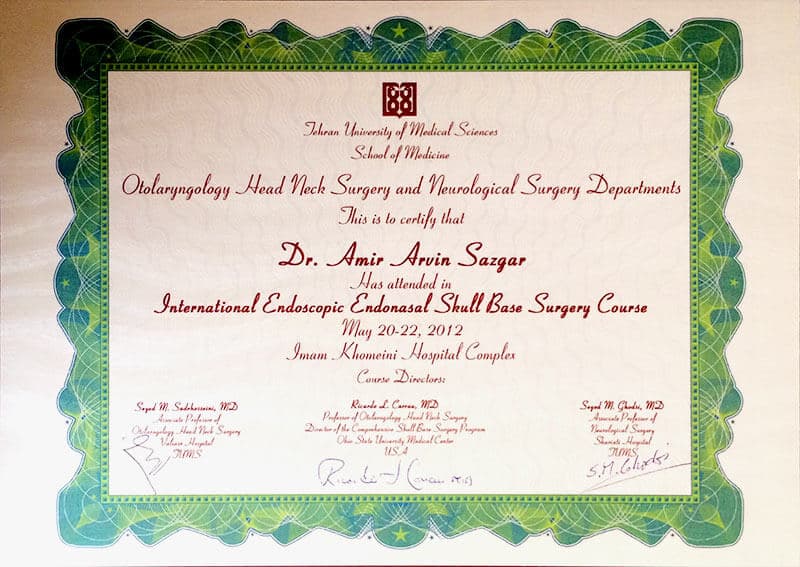 Tehran University of Medical Sciences
School of Medicine
Otolaryngology Head Neck Surgery and Neurological Surgery Departments
This is to certify that
Dr. Amir Arvin Sazgar
Has attended in
International Endoscopic Endonasal Skull Base Surgery Course
May 20-22, 2012
Imam Khomeini Hospital Complex
Course Directors:
Seyed M. Sadrhosseini, MD
Associate Professor of
Otolaryngology Head Neck Surgery
Valiasr Hospital
TUMS
Ricardo L. Carrau, MD
Professor of Otolaryngology Head Neck Surgery
Director of the Comprehensive Skull Base Surgery Program
Ohio State University Medical Center
USA
Seyed M. Ghodsi, MD
Associate Professor of
Neurological Surgery
Shariati Hospital
TUMS
S.M. Ghodsi